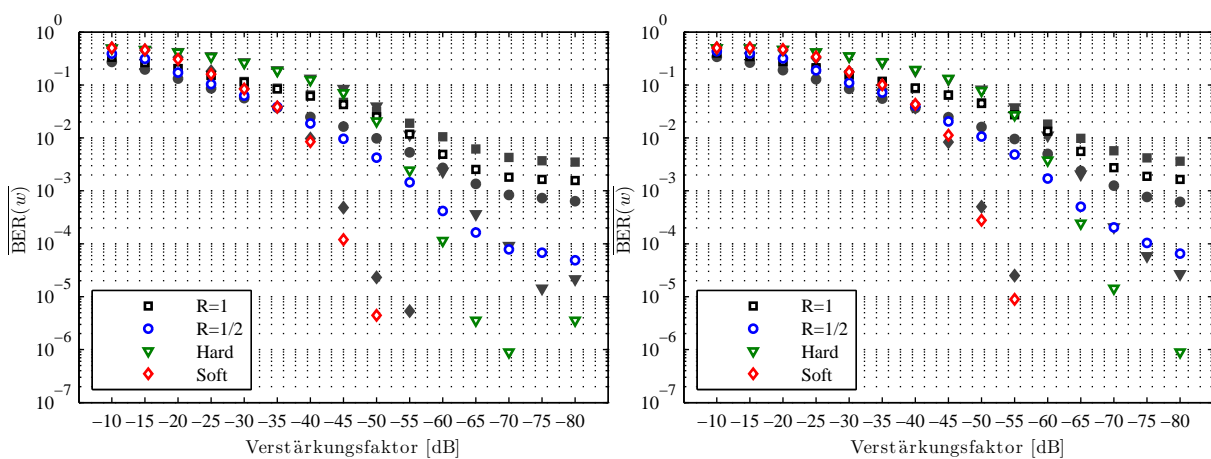 10^0
10^−1
10^−2
10^−3
10^−4
10^−5
10^−6
10^−7
BER(w)
R=1
R=1/2
Hard
Soft
−10 −15 −20 −25 −30 −35 −40 −45 −50 −55 −60 −65 −70 −75 −80
Verstärkungsfaktor [dB]
10^0
10^−1
10^−2
10^−3
10^−4
10^−5
10^−6
10^−7
BER(w)
R=1
R=1/2
Hard
Soft
−10 −15 −20 −25 −30 −35 −40 −45 −50 −55 −60 −65 −70 −75 −80
Verstärkungsfaktor [dB]